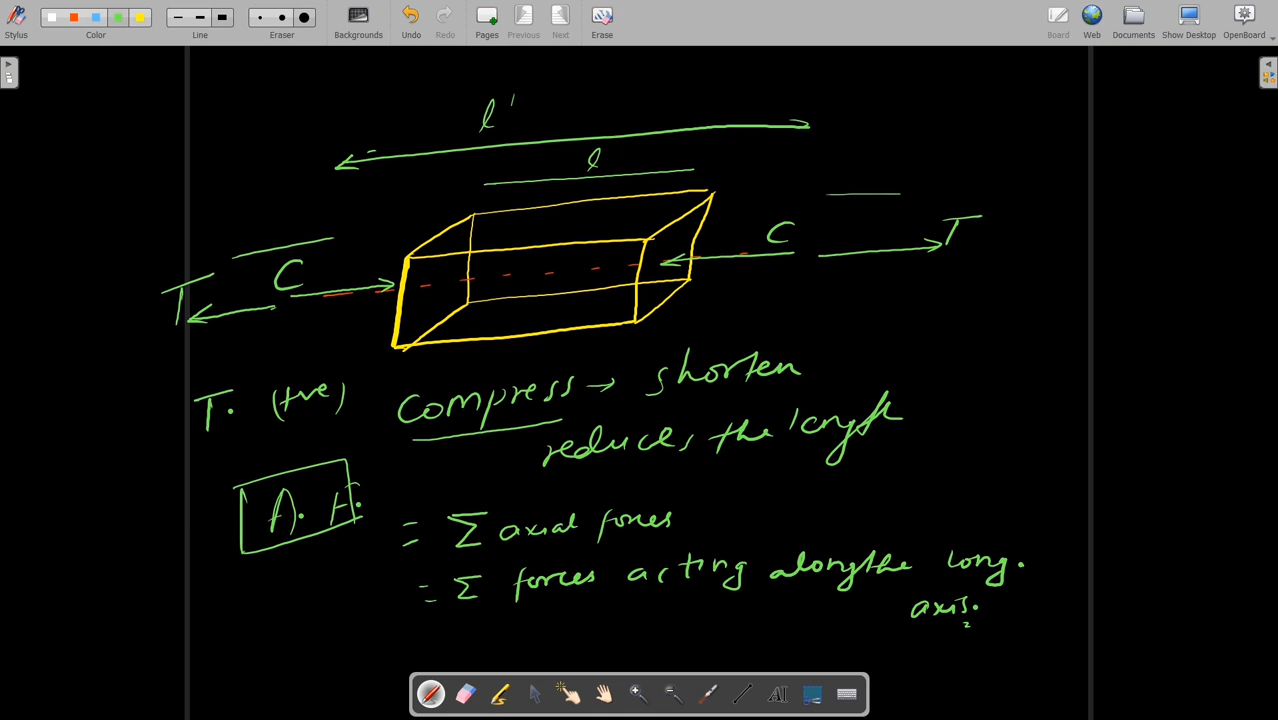 Stylus Color Line Eraser Backgrounds Undo Redo Pages Previous Next Erase Board Web Documents Show Desktop OpenBoard
l'
l
C
T
C
T
T. (+ve) compress → shorten
reduces the length
A. F.
= Σ axial forces
= Σ forces acting along the long.
axis.
AI